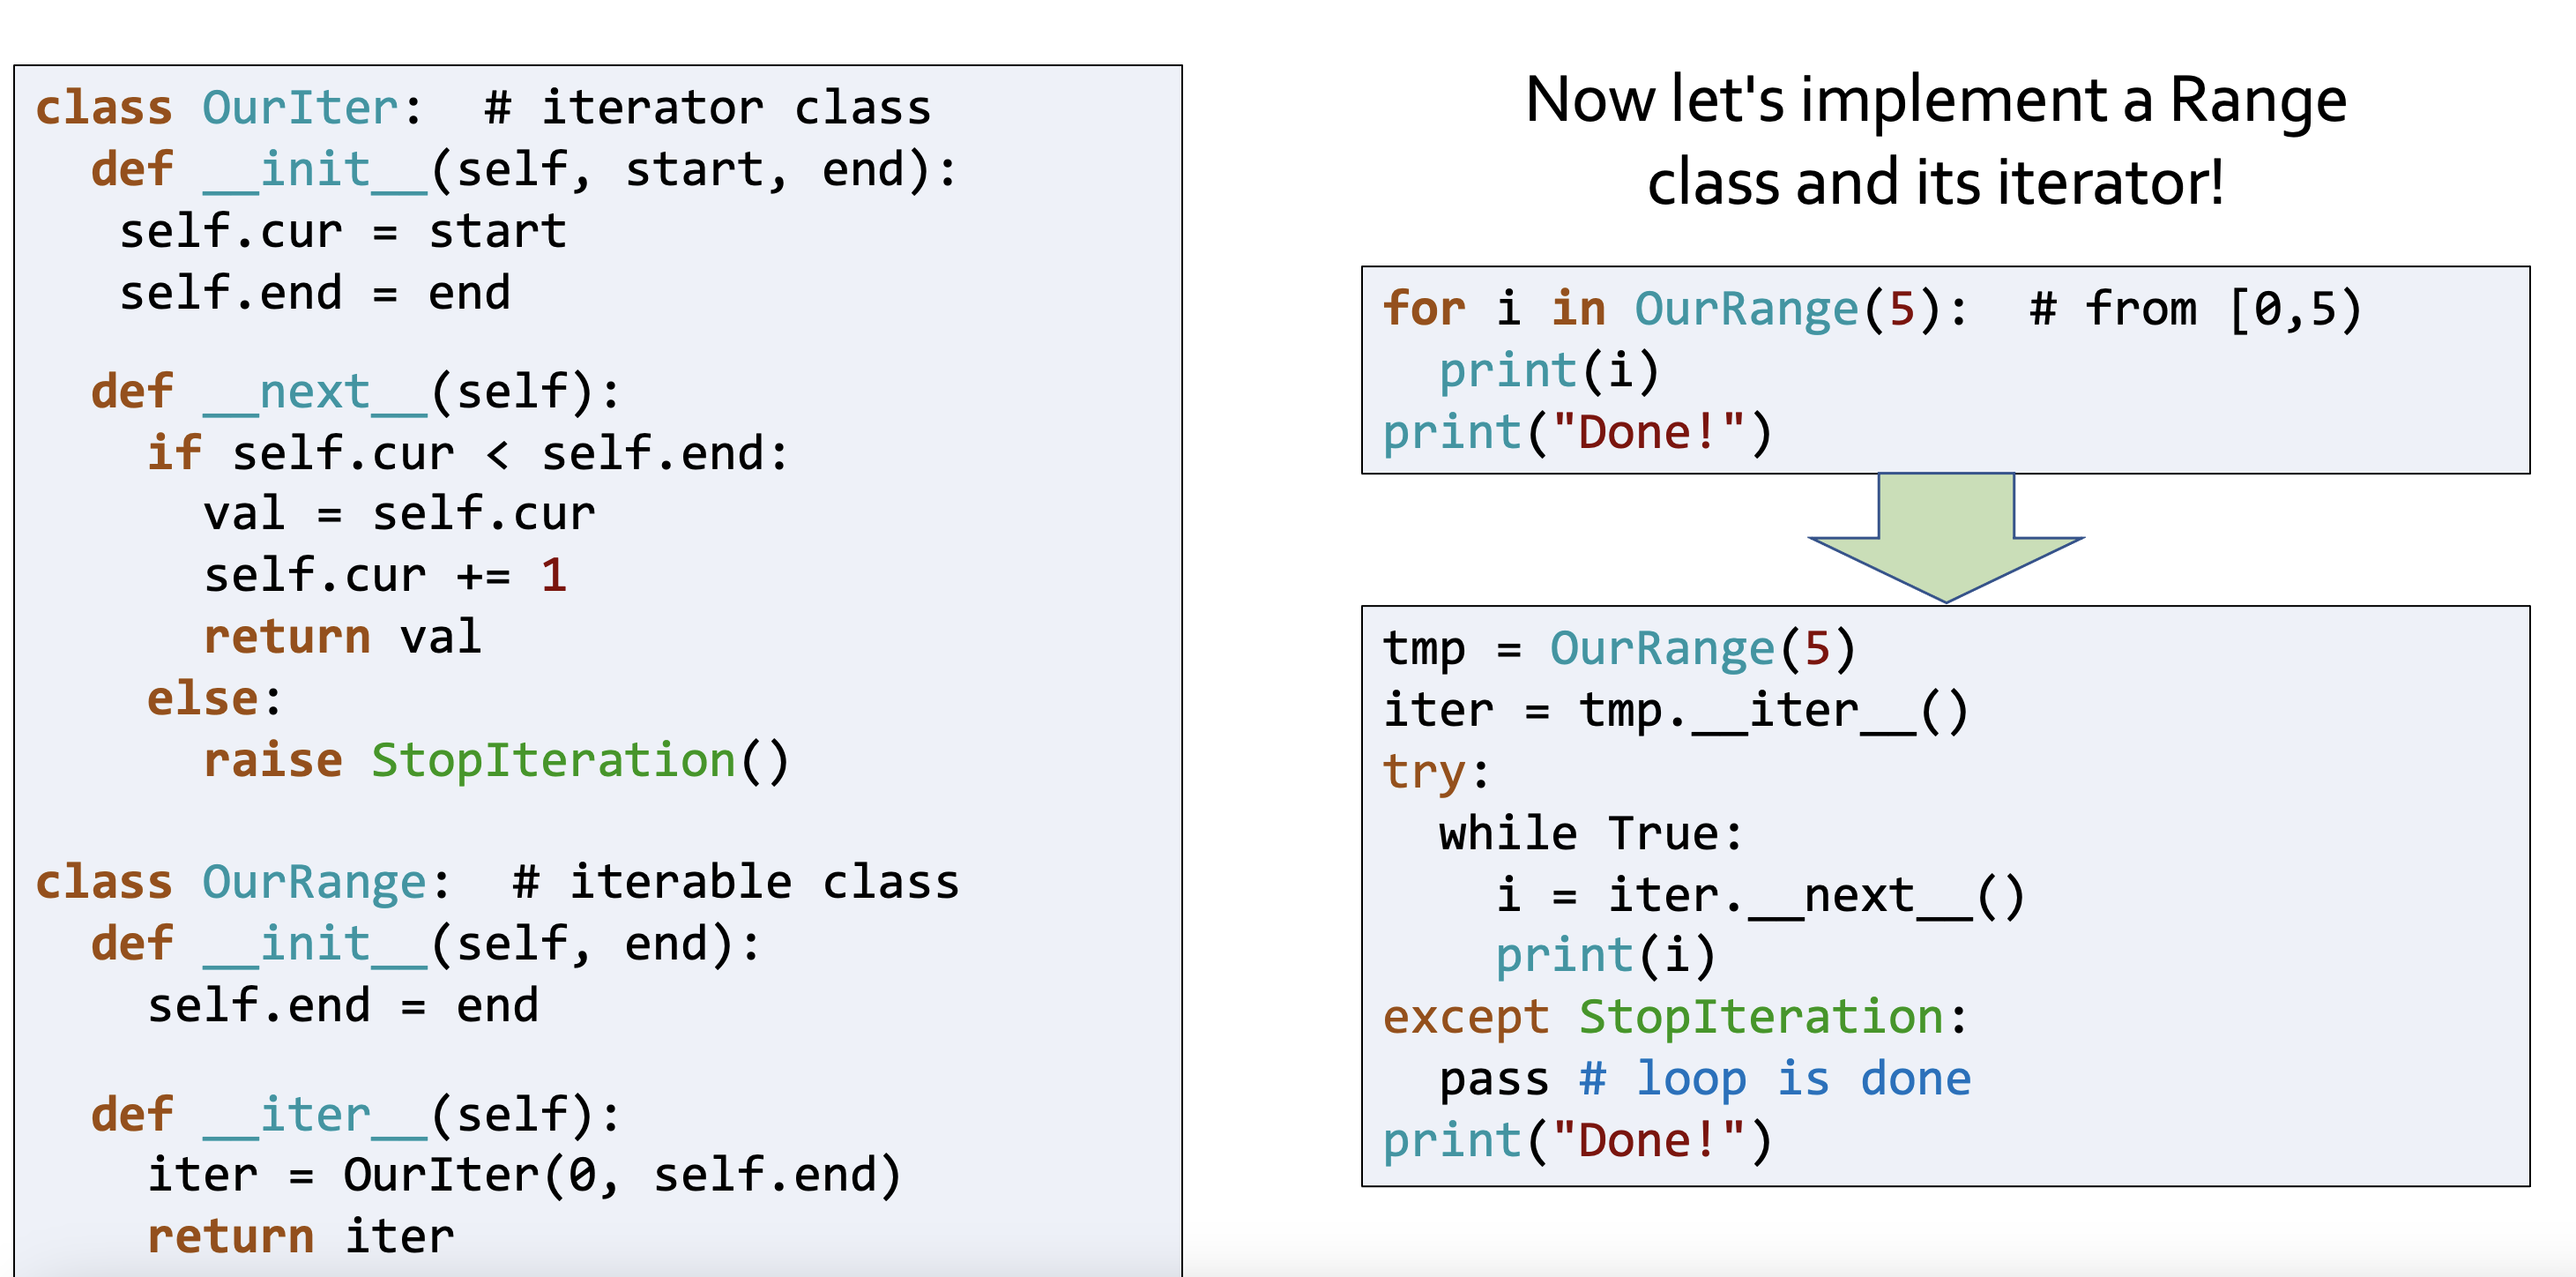 class OurIter:  # iterator class
  def __init__(self, start, end):
   self.cur = start
   self.end = end
  def __next__(self):
    if self.cur < self.end:
      val = self.cur
      self.cur += 1
      return val
    else:
      raise StopIteration()
class OurRange:  # iterable class
  def __init__(self, end):
    self.end = end
  def __iter__(self):
    iter = OurIter(0, self.end)
    return iter
Now let's implement a Range
class and its iterator!
for i in OurRange(5):  # from [0,5)
  print(i)
print("Done!")
tmp = OurRange(5)
iter = tmp.__iter__()
try:
  while True:
    i = iter.__next__()
    print(i)
except StopIteration:
  pass # loop is done
print("Done!")